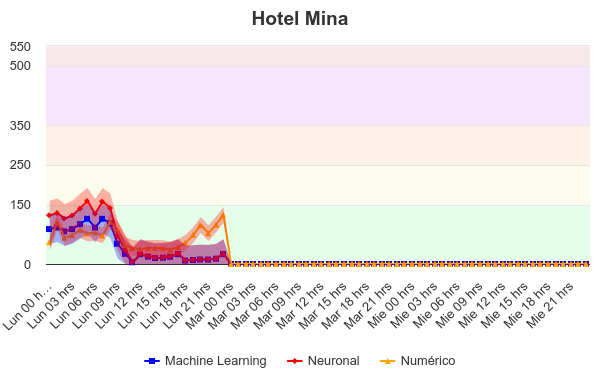 Hotel Mina
550
500
350
250
150
0
Lun 00 h...
Lun 03 hrs
Lun 06 hrs
Lun 09 hrs
Lun 12 hrs
Lun 15 hrs
Lun 18 hrs
Lun 21 hrs
Mar 00 hrs
Mar 03 hrs
Mar 06 hrs
Mar 09 hrs
Mar 12 hrs
Mar 15 hrs
Mar 18 hrs
Mar 21 hrs
Mie 00 hrs
Mie 03 hrs
Mie 06 hrs
Mie 09 hrs
Mie 12 hrs
Mie 15 hrs
Mie 18 hrs
Mie 21 hrs
Machine Learning Neuronal Numérico